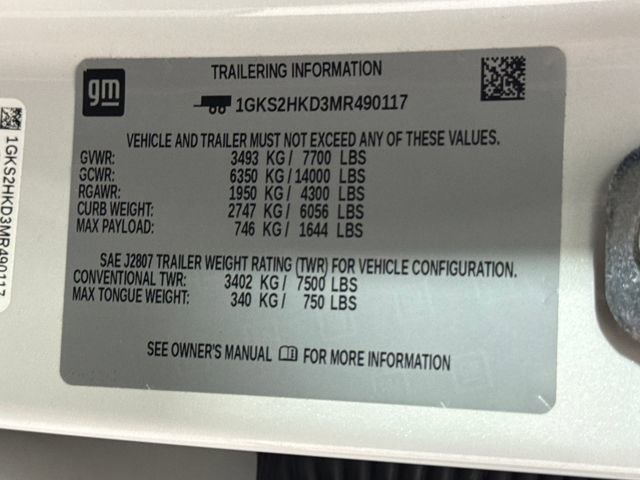 gm
TRAILERING INFORMATION
1GKS2HKD3MR490117
VEHICLE AND TRAILER MUST NOT EXCEED ANY OF THESE VALUES.
GVWR: 3493 KG / 7700 LBS
GCWR: 6350 KG / 14000 LBS
RGAWR: 1950 KG / 4300 LBS
CURB WEIGHT: 2747 KG / 6056 LBS
MAX PAYLOAD: 746 KG / 1644 LBS
SAE J2807 TRAILER WEIGHT RATING (TWR) FOR VEHICLE CONFIGURATION.
CONVENTIONAL TWR: 3402 KG / 7500 LBS
MAX TONGUE WEIGHT: 340 KG / 750 LBS
SEE OWNER'S MANUAL FOR MORE INFORMATION
1GKS2HKD3MR490117